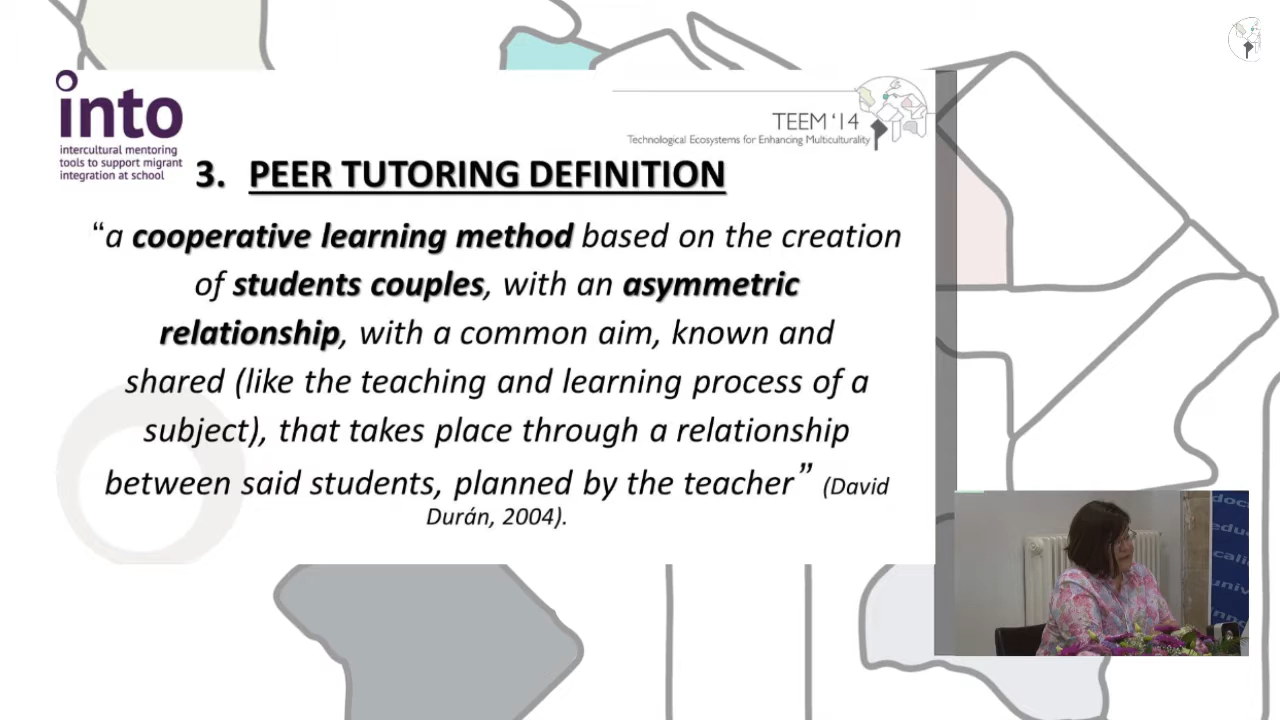 into
intercultural mentoring
tools to support migrant
integration at school
TEEM '14
Technological Ecosystems for Enhancing Multiculturality
3. PEER TUTORING DEFINITION
“a cooperative learning method based on the creation
of students couples, with an asymmetric
relationship, with a common aim, known and
shared (like the teaching and learning process of a
subject), that takes place through a relationship
between said students, planned by the teacher” (David
Durán, 2004).